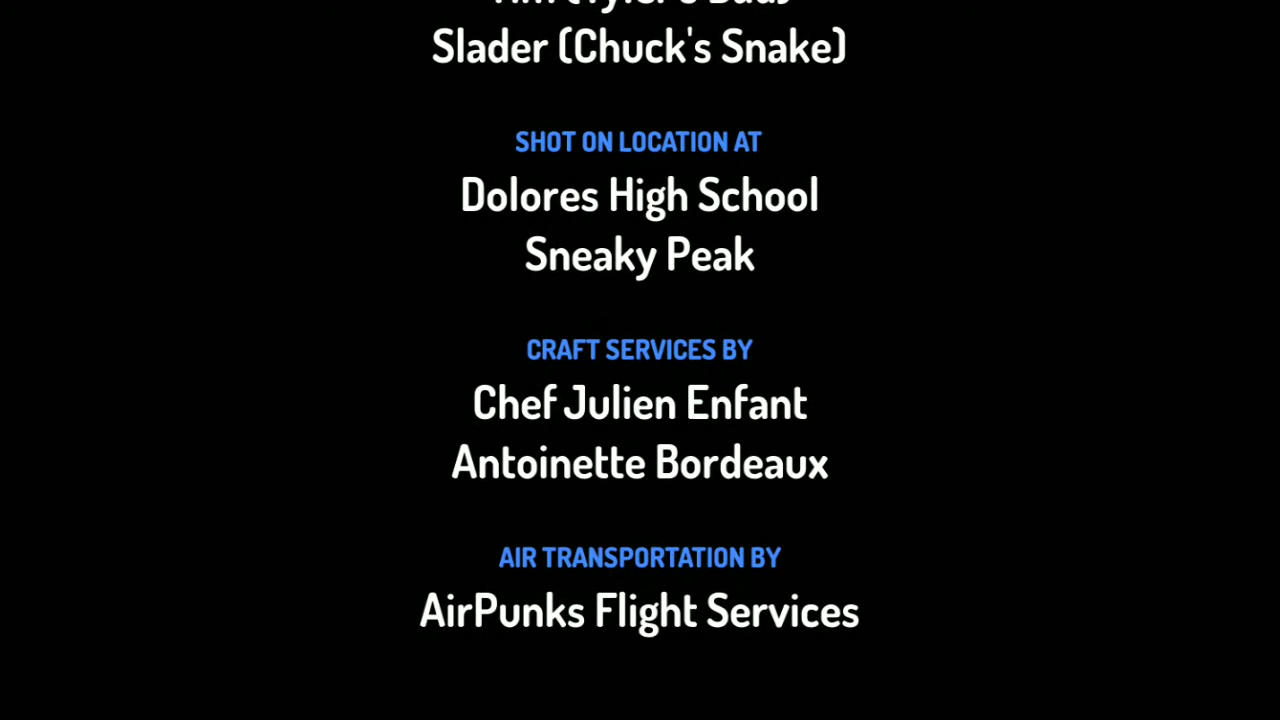 Slader (Chuck's Snake)
SHOT ON LOCATION AT
Dolores High School
Sneaky Peak
CRAFT SERVICES BY
Chef Julien Enfant
Antoinette Bordeaux
AIR TRANSPORTATION BY
AirPunks Flight Services